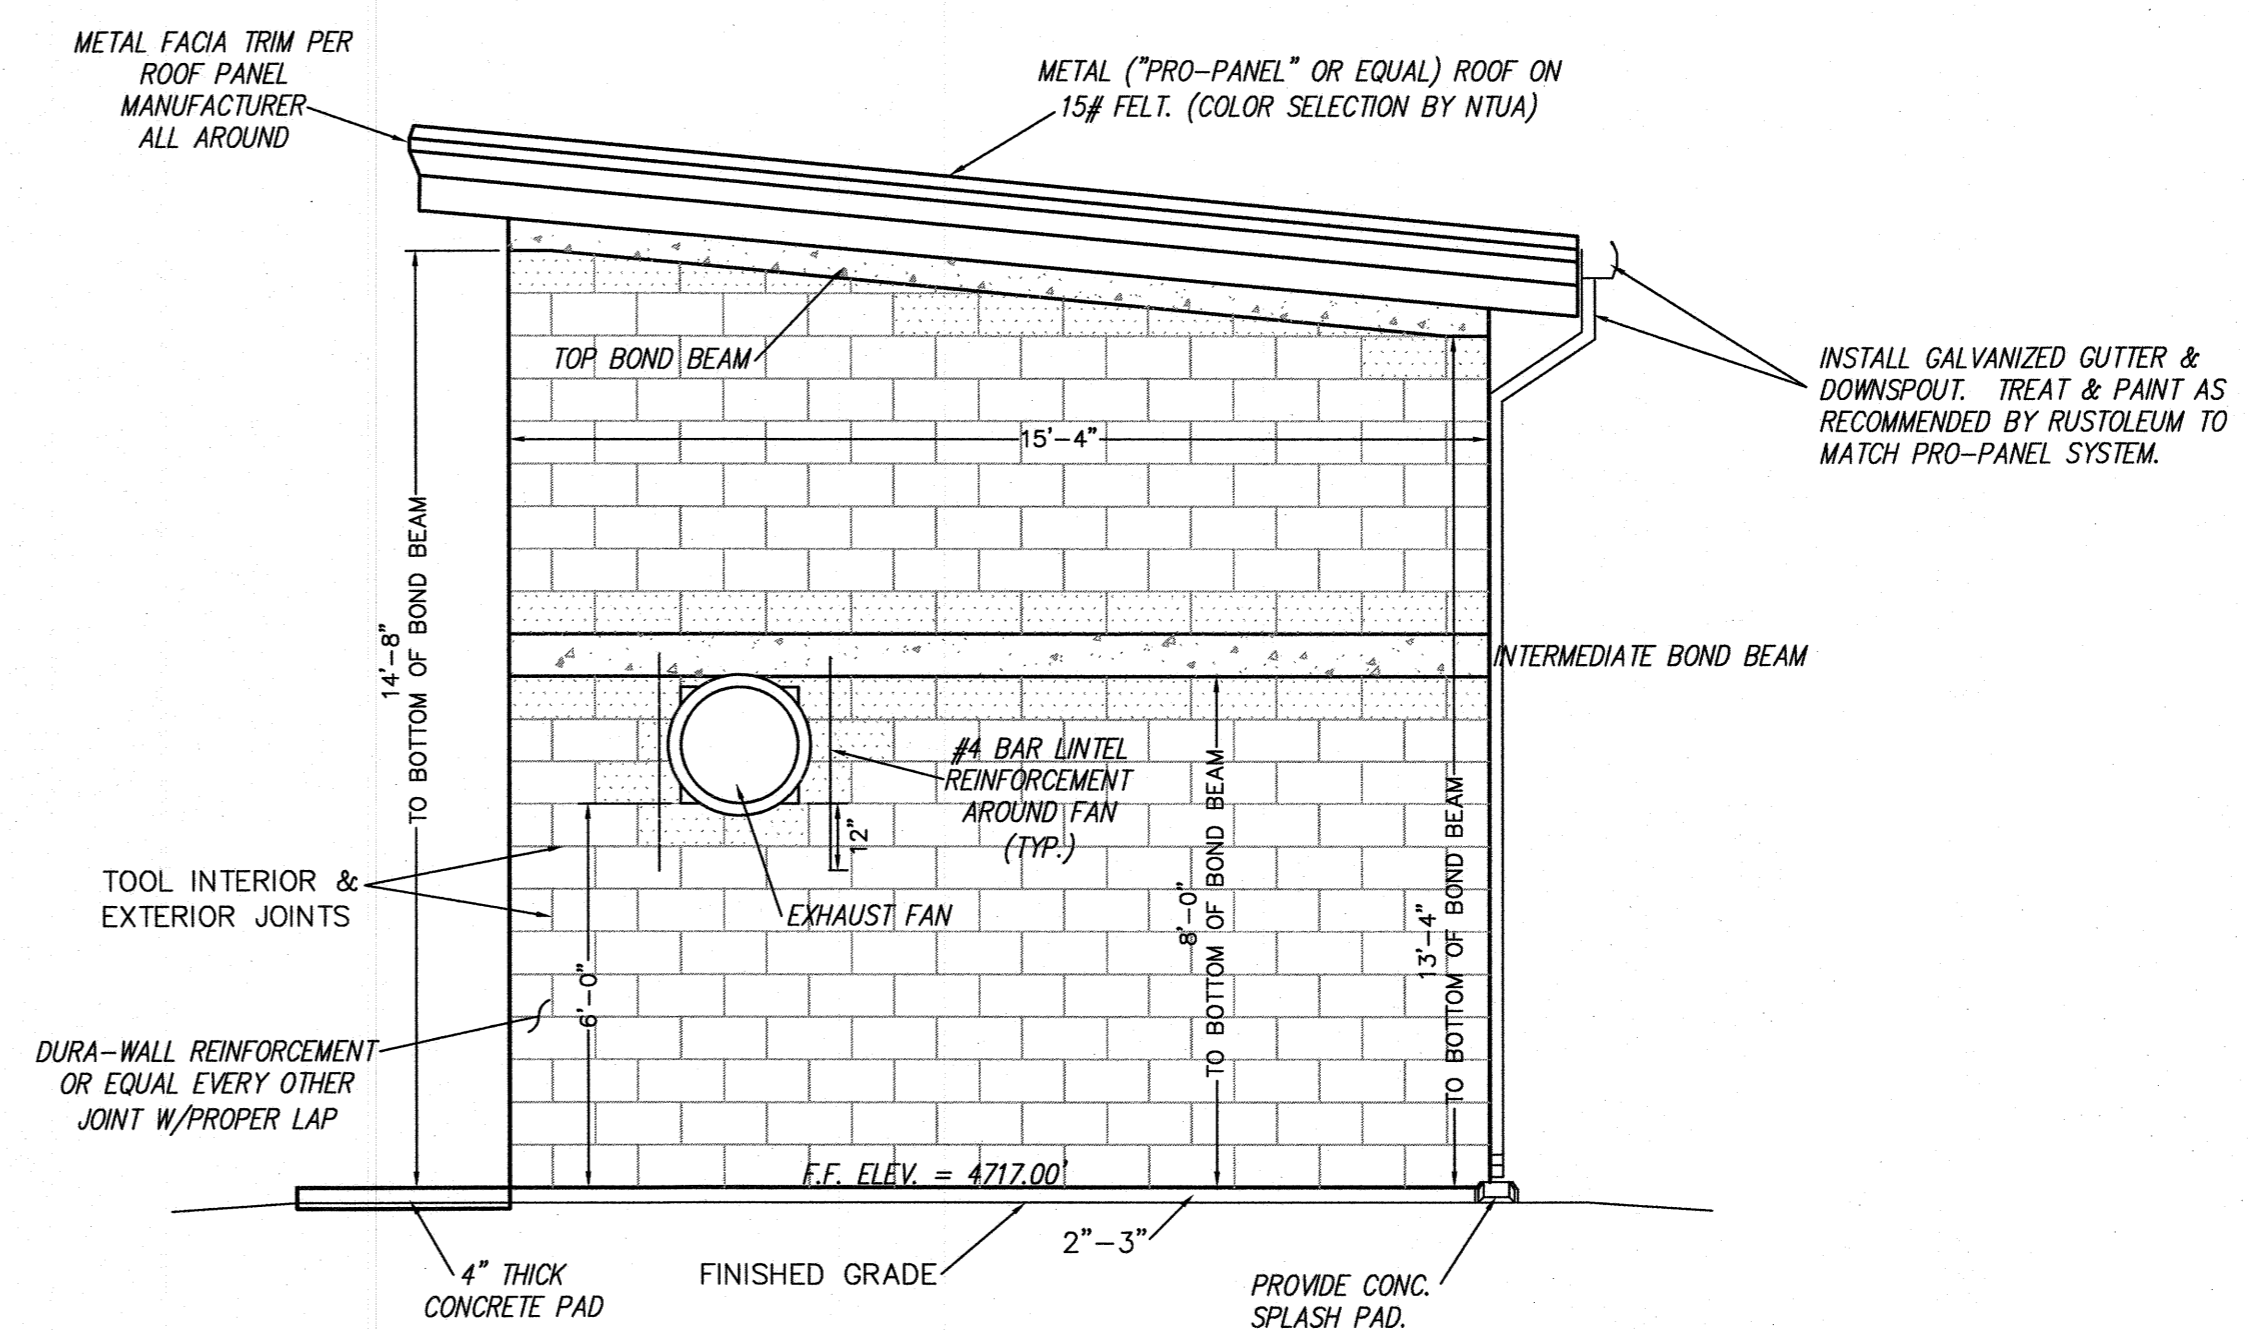 METAL FACIA TRIM PER
ROOF PANEL
MANUFACTURER
ALL AROUND
METAL ("PRO-PANEL" OR EQUAL) ROOF ON
15# FELT. (COLOR SELECTION BY NTUA)
TOP BOND BEAM
INSTALL GALVANIZED GUTTER &
DOWNSPOUT. TREAT & PAINT AS
RECOMMENDED BY RUSTOLEUM TO
MATCH PRO-PANEL SYSTEM.
15'-4"
14'-8"
TO BOTTOM OF BOND BEAM
INTERMEDIATE BOND BEAM
#4 BAR LINTEL
REINFORCEMENT
AROUND FAN
(TYP.)
12"
EXHAUST FAN
8'-0"
TO BOTTOM OF BOND BEAM
13'-4"
TO BOTTOM OF BOND BEAM
TOOL INTERIOR &
EXTERIOR JOINTS
6'-0"
DURA-WALL REINFORCEMENT
OR EQUAL EVERY OTHER
JOINT W/PROPER LAP
F.F. ELEV. = 4717.00'
2"-3"
4" THICK
CONCRETE PAD
FINISHED GRADE
PROVIDE CONC.
SPLASH PAD.